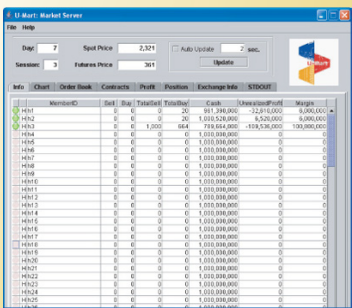 U-Mart: Market Server
File Help
Day: 7 Spot Price 2,321 Auto Update 2 sec.
Session: 3 Futures Price 361 Update
U-Mart
Info Chart Order Book Contracts Profit Position Exchange Info STDOUT
MemberID Sell Buy TotalSell TotalBuy Cash UnrealizedProfit Margin
H(h1 0 0 0 20 961,398,000 -32,618,000 6,000,000
H(h2 0 0 0 20 1,000,520,000 6,520,000 6,000,000
H(h3 0 0 1,000 664 -109,536,000 100,800,000
H(h4 0 0 0 0 1,000,000,000 0 0
H(h5 0 0 0 0 1,000,000,000 0 0
H(h6 0 0 0 0 1,000,000,000 0 0
H(h7 0 0 0 0 1,000,000,000 0 0
H(h8 0 0 0 0 1,000,000,000 0 0
H(h9 0 0 0 0 1,000,000,000 0 0
H(h10 0 0 0 0 1,000,000,000 0 0
H(h11 0 0 0 0 1,000,000,000 0 0
H(h12 0 0 0 0 1,000,000,000 0 0
H(h13 0 0 0 0 1,000,000,000 0 0
H(h14 0 0 0 0 1,000,000,000 0 0
H(h15 0 0 0 0 1,000,000,000 0 0
H(h16 0 0 0 0 1,000,000,000 0 0
H(h17 0 0 0 0 1,000,000,000 0 0
H(h18 0 0 0 0 1,000,000,000 0 0
H(h19 0 0 0 0 1,000,000,000 0 0
H(h20 0 0 0 0 1,000,000,000 0 0
H(h21 0 0 0 0 1,000,000,000 0 0
H(h22 0 0 0 0 1,000,000,000 0 0
H(h23 0 0 0 0 1,000,000,000 0 0
H(h24 0 0 0 0 1,000,000,000 0 0
H(h25 0 0 0 0 1,000,000,000 0 0